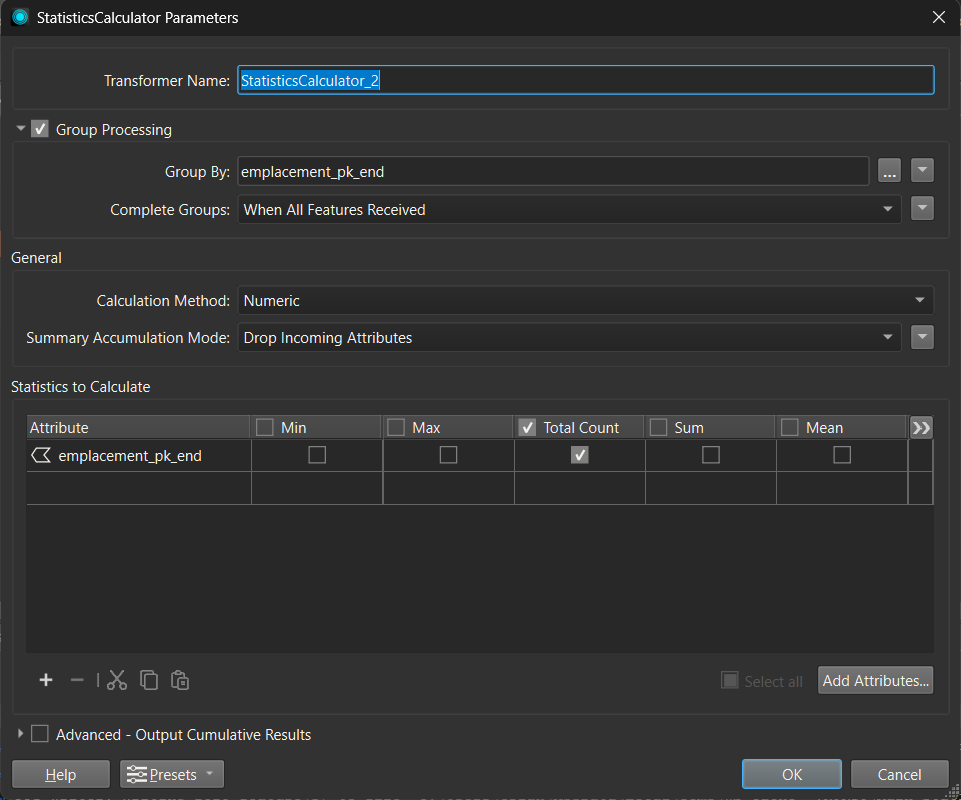 StatisticsCalculator Parameters
Transformer Name: StatisticsCalculator_2
Group Processing
Group By: emplacement_pk_end ...
Complete Groups: When All Features Received
General
Calculation Method: Numeric
Summary Accumulation Mode: Drop Incoming Attributes
Statistics to Calculate
Attribute Min Max Total Count Sum Mean
emplacement_pk_end
Select all Add Attributes...
Advanced - Output Cumulative Results
Help Presets OK Cancel